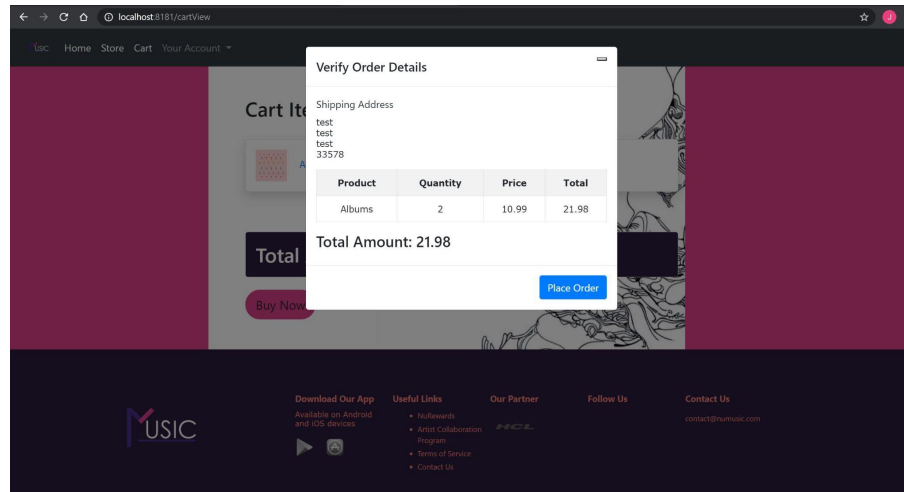 localhost:8181/cartView
J
usic Home Store Cart Your Account
Verify Order Details
Shipping Address
test
test
test
33578
Product Quantity Price Total
Albums 2 10.99 21.98
Total Amount: 21.98
Place Order
Cart Ite
A
Total
Buy Now
MUSIC
Download Our App
Available on Android
and iOS devices
Useful Links
• NuRewards
• Artist Collaboration
Program
• Terms of Service
• Contact Us
Our Partner
HCL
Follow Us
Contact Us
contact@numusic.com